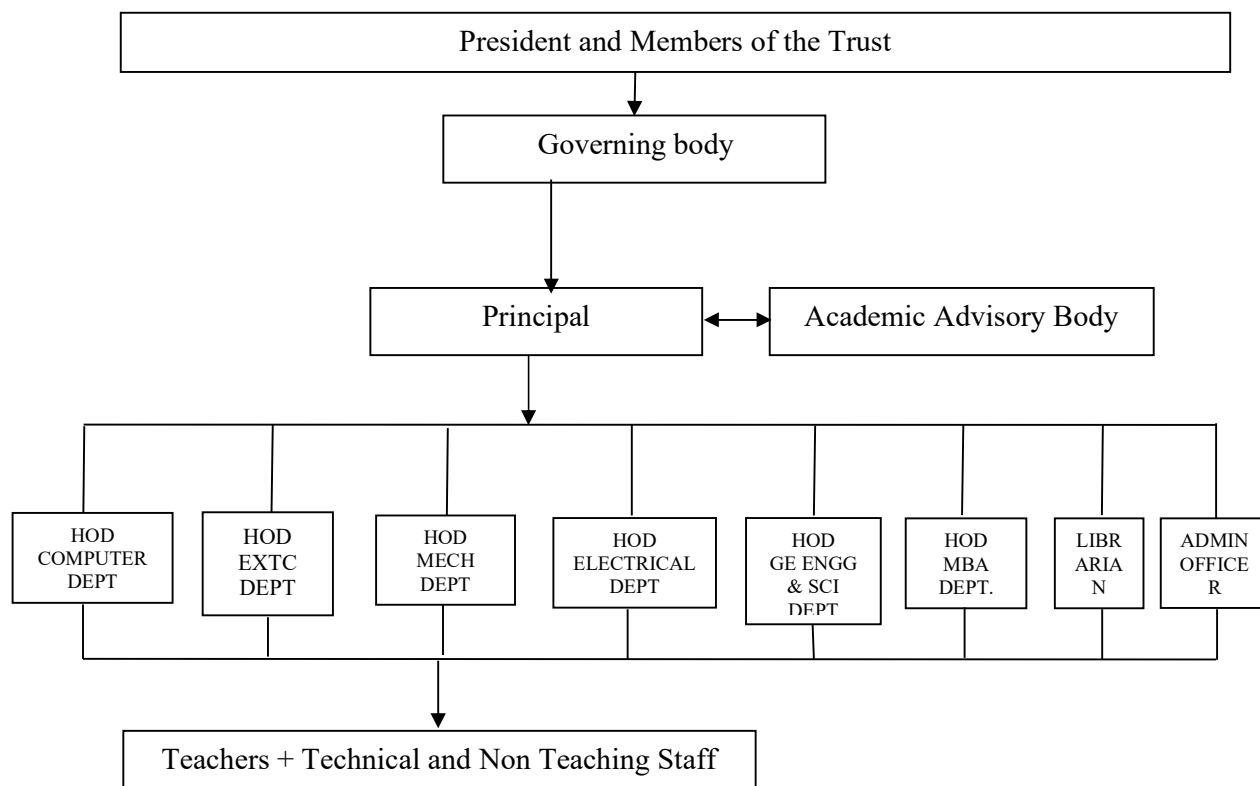 President and Members of the Trust
Governing body
Principal
Academic Advisory Body
HOD
COMPUTER
DEPT
HOD
EXTC
DEPT
HOD
MECH
DEPT
HOD
ELECTRICAL
DEPT
HOD
GE ENGG
& SCI
DEPT
HOD
MBA
DEPT.
LIBR
ARIA
N
ADMIN
OFFICE
R
Teachers + Technical and Non Teaching Staff